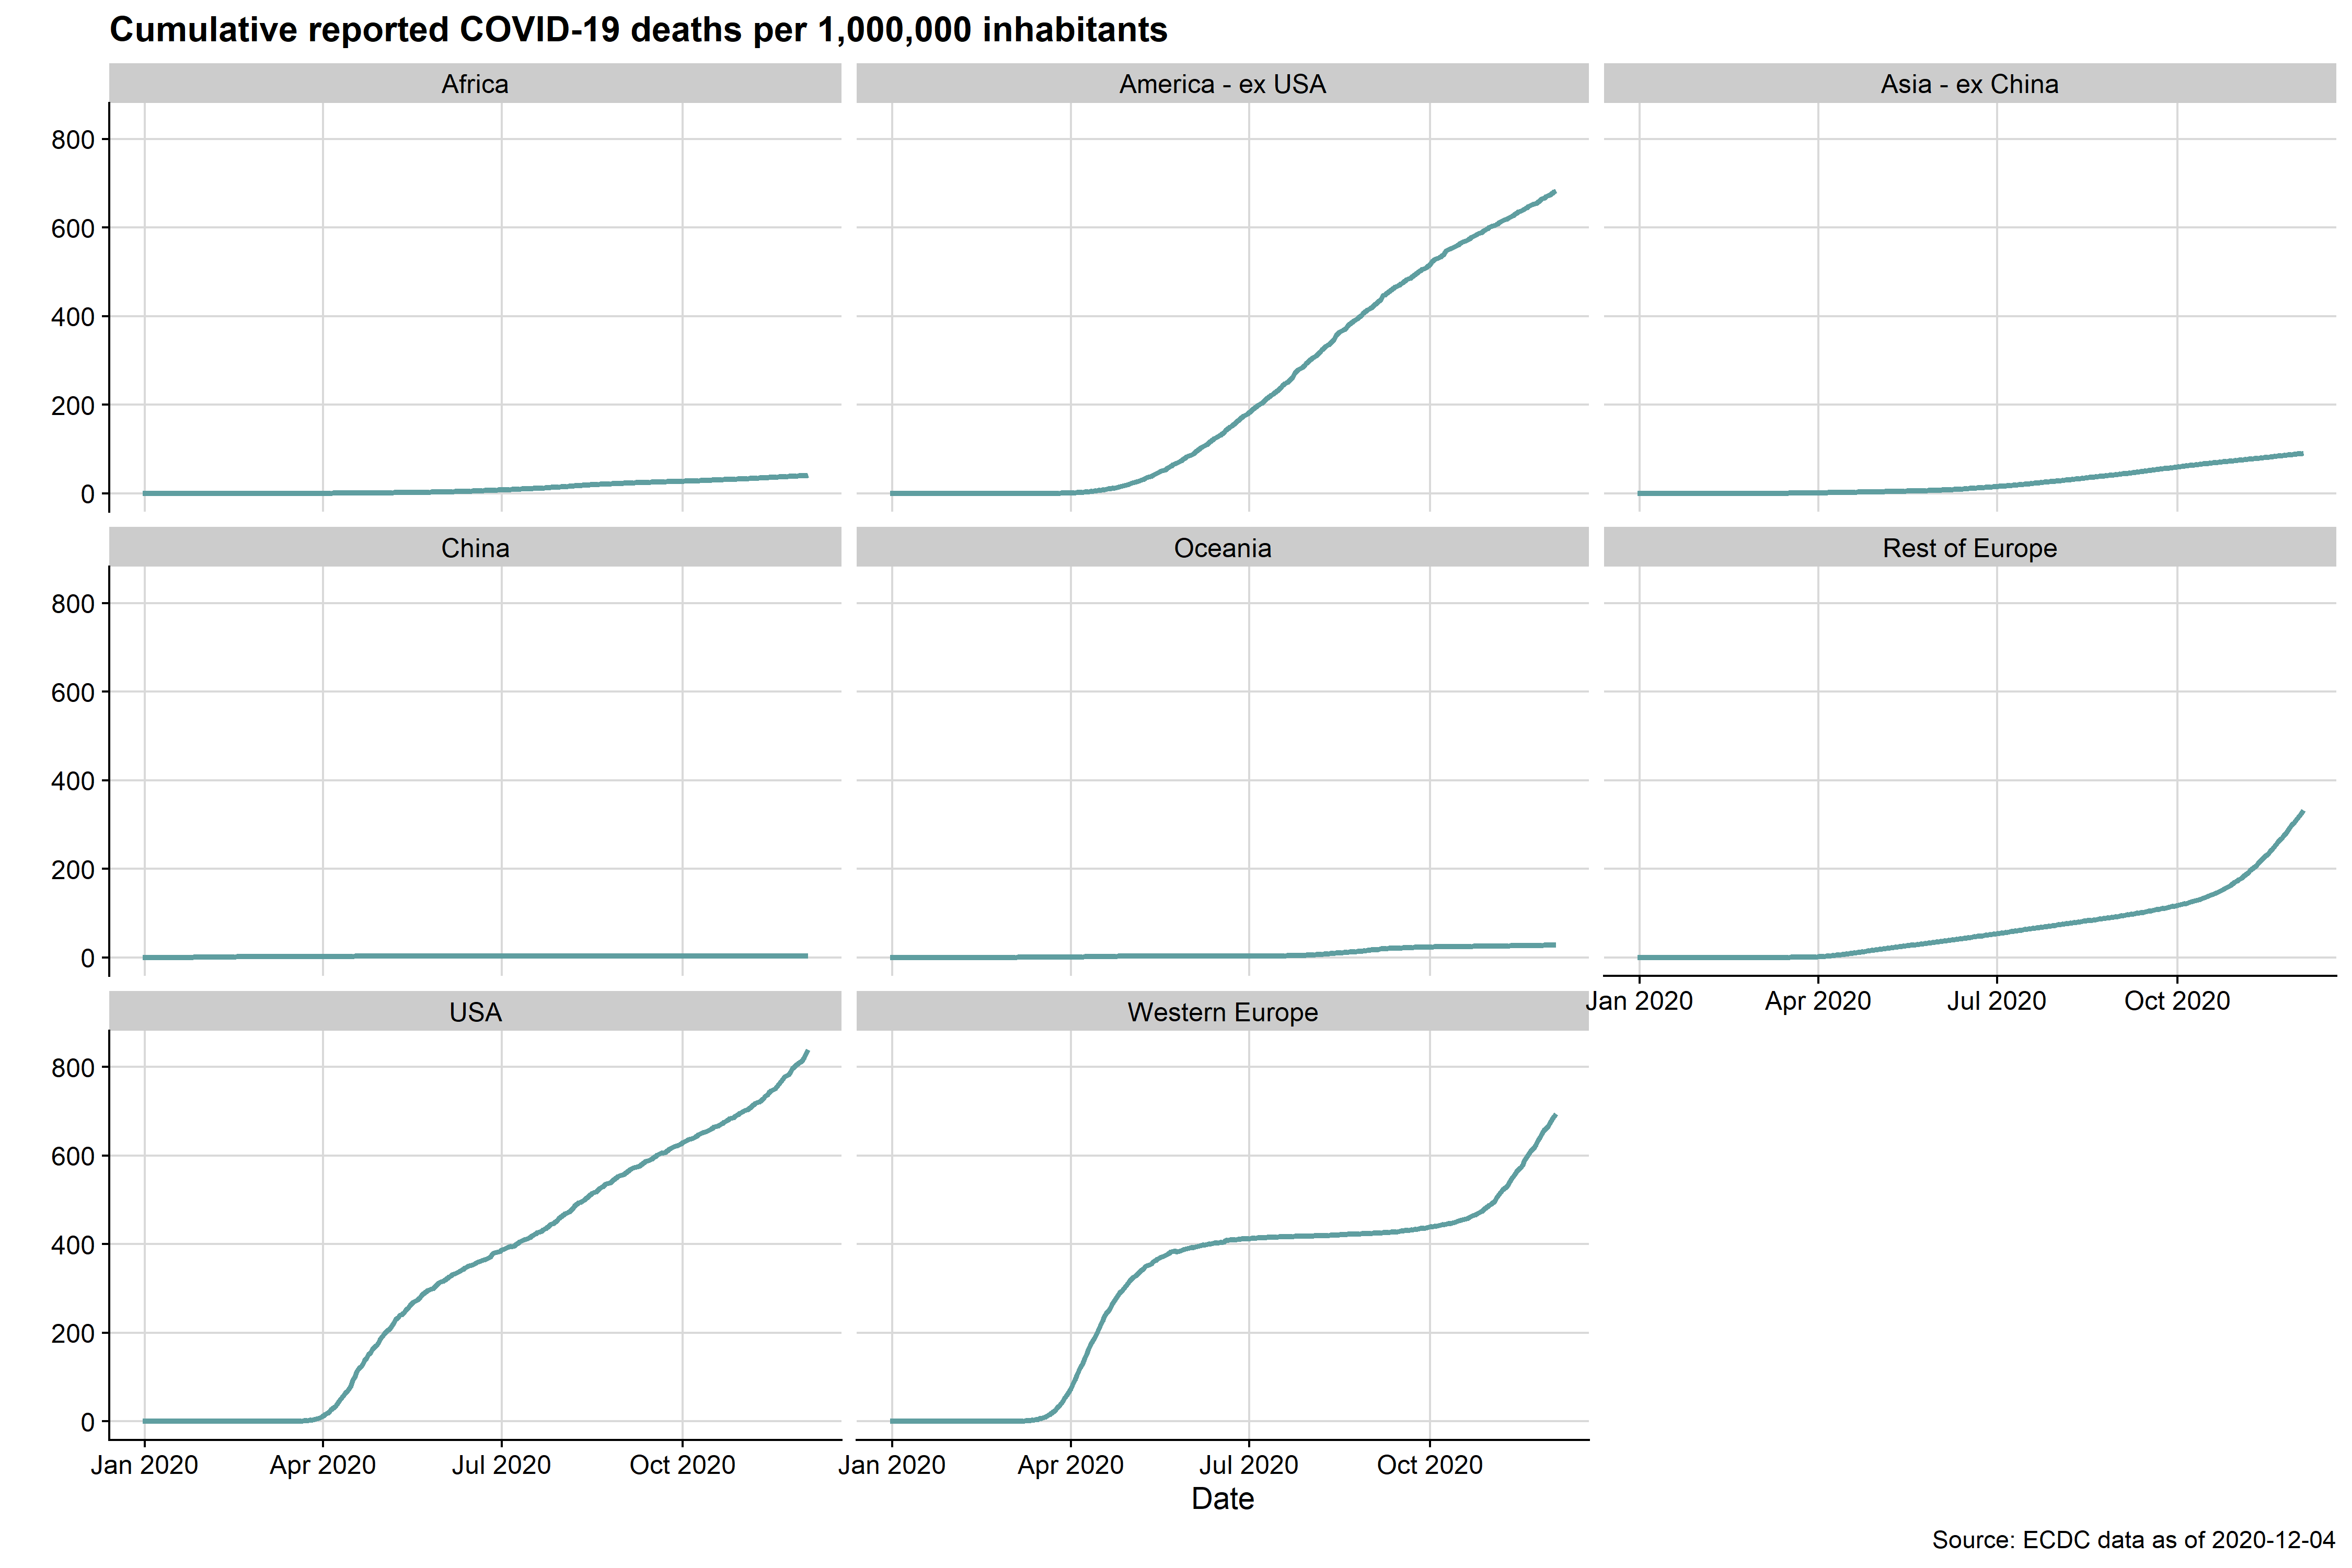 Cumulative reported COVID-19 deaths per 1,000,000 inhabitants
Africa
America - ex USA
Asia - ex China
800
600
400
200
0
China
Oceania
Rest of Europe
800
600
400
200
0
Jan 2020 Apr 2020 Jul 2020 Oct 2020
USA
Western Europe
800
600
400
200
0
Jan 2020 Apr 2020 Jul 2020 Oct 2020
Jan 2020 Apr 2020 Jul 2020 Oct 2020
Date
Source: ECDC data as of 2020-12-04